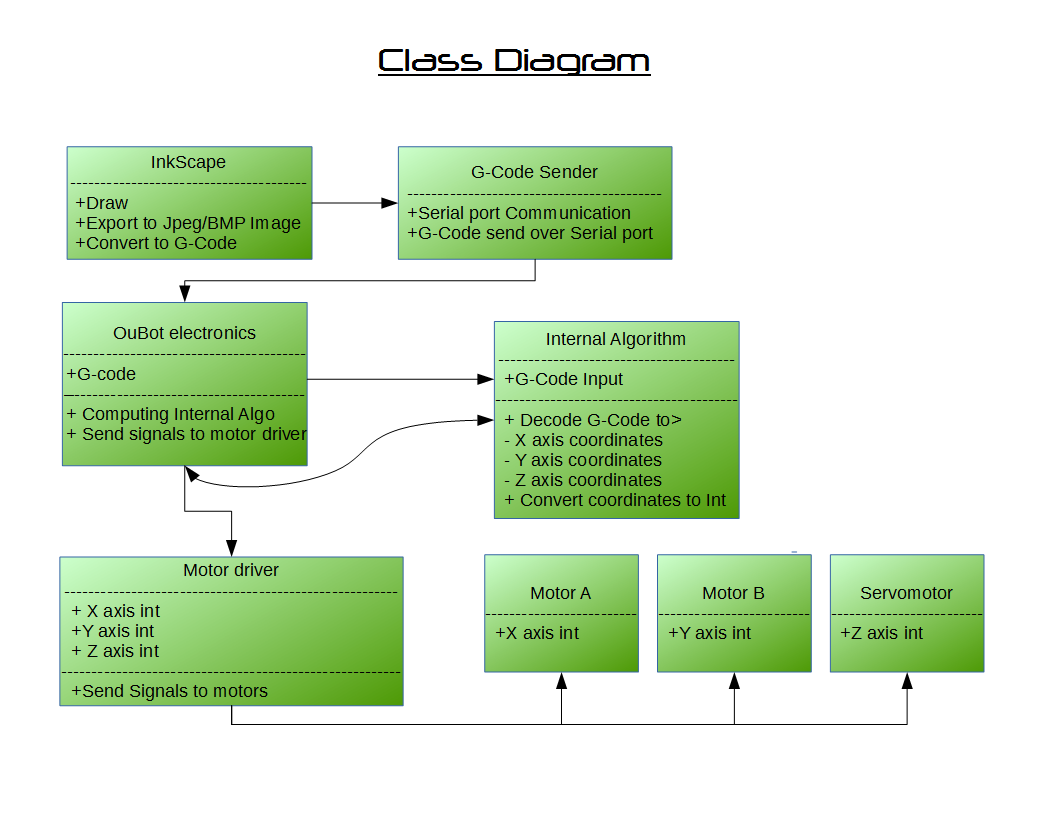 Class Diagram
InkScape
+Draw
+Export to Jpeg/BMP Image
+Convert to G-Code
G-Code Sender
+Serial port Communication
+G-Code send over Serial port
OuBot electronics
+G-code
+ Computing Internal Algo
+ Send signals to motor driver
Internal Algorithm
+G-Code Input
+ Decode G-Code to>
- X axis coordinates
- Y axis coordinates
- Z axis coordinates
+ Convert coordinates to Int
Motor driver
+ X axis int
+Y axis int
+ Z axis int
+Send Signals to motors
Motor A
+X axis int
Motor B
+Y axis int
Servomotor
+Z axis int